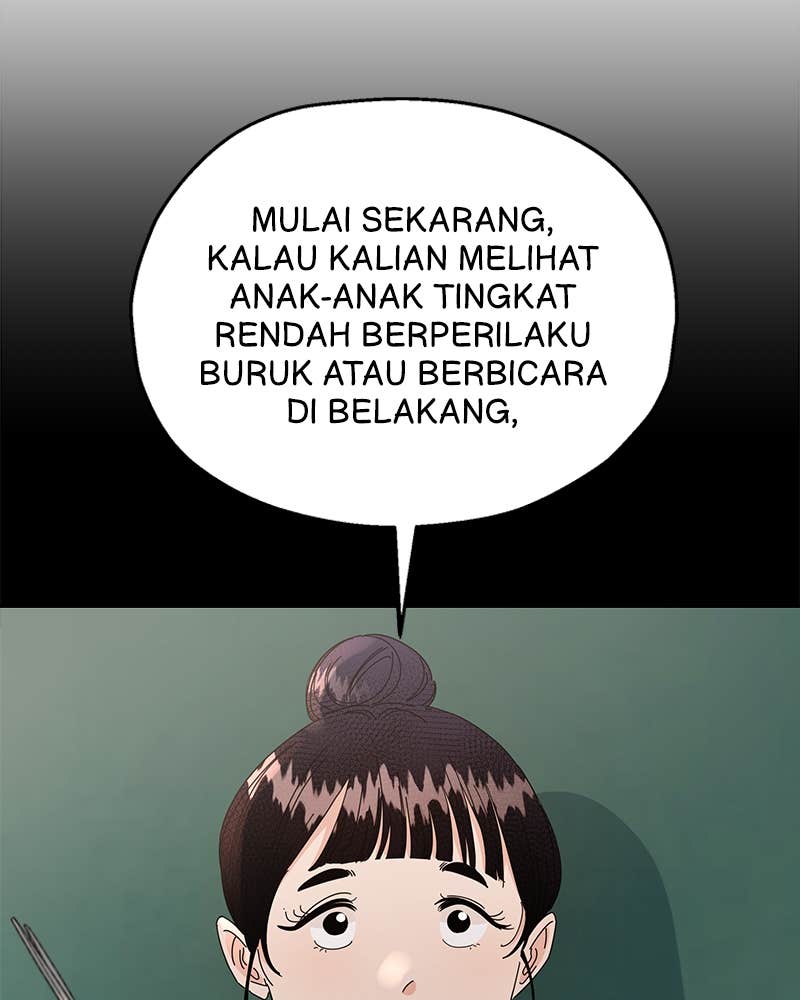 MULAI SEKARANG,
KALAU KALIAN MELIHAT
ANAK-ANAK TINGKAT
RENDAH BERPERILAKU
BURUK ATAU BERBICARA
DI BELAKANG,